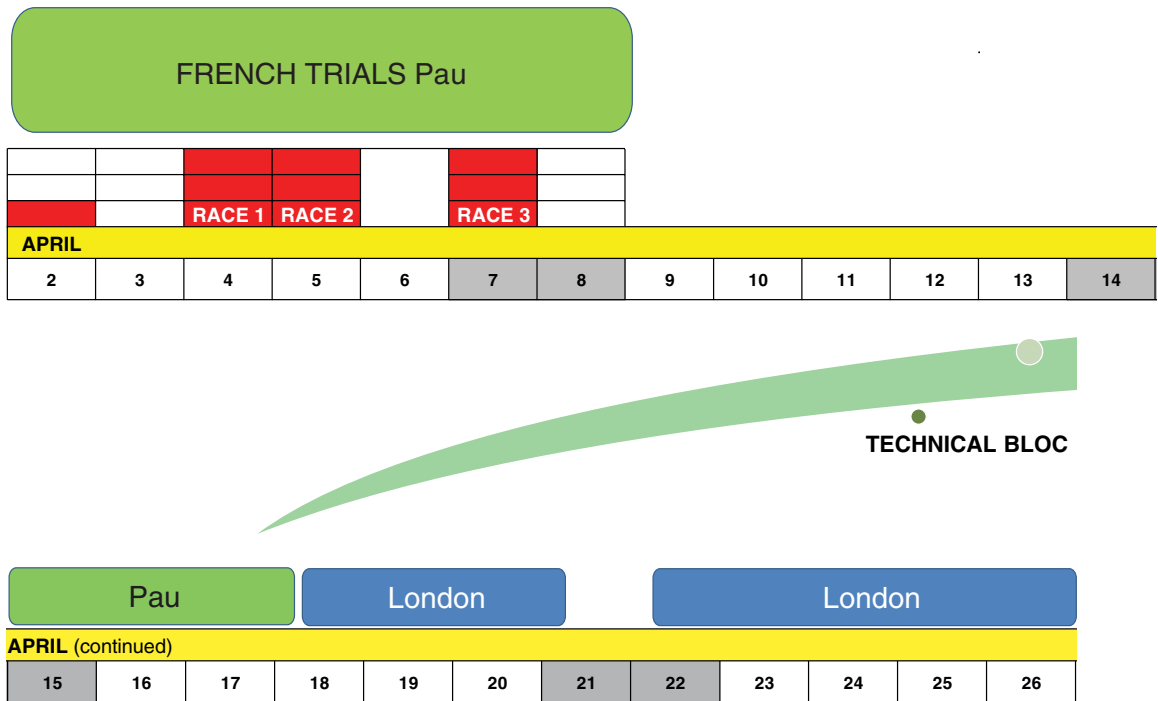 FRENCH TRIALS Pau
RACE 1 RACE 2 RACE 3
APRIL
2 3 4 5 6 7 8 9 10 11 12 13 14
TECHNICAL BLOC
Pau London London
APRIL (continued)
15 16 17 18 19 20 21 22 23 24 25 26